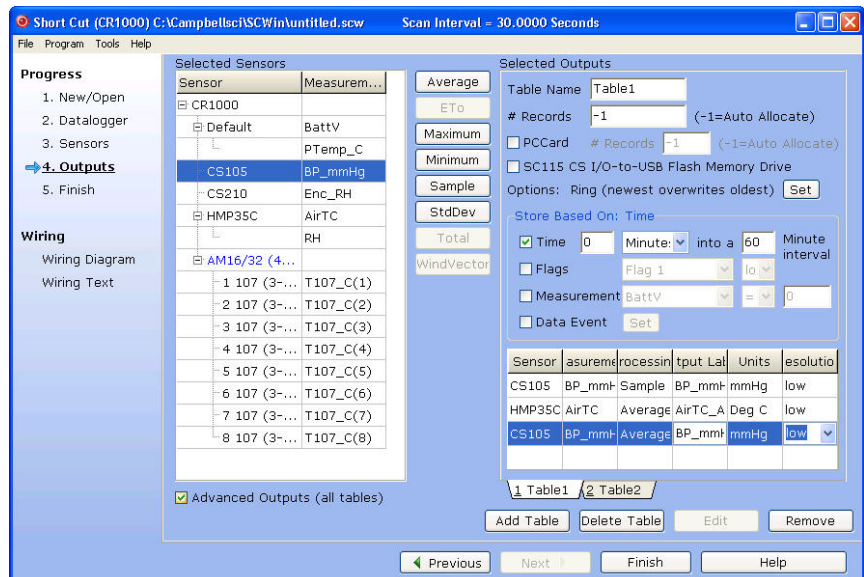 Short Cut (CR1000) C:\Campbellsci\SCWin\untitled.scw Scan Interval = 30.0000 Seconds
File Program Tools Help
Progress
1. New/Open
2. Datalogger
3. Sensors
4. Outputs
5. Finish
Wiring
Wiring Diagram
Wiring Text
Selected Sensors
Sensor Measurem...
CR1000
Default BattV
PTemp_C
CS105 BP_mmHg
CS210 Enc_RH
HMP35C AirTC
RH
AM16/32 (4...
1 107 (3-... T107_C(1)
2 107 (3-... T107_C(2)
3 107 (3-... T107_C(3)
4 107 (3-... T107_C(4)
5 107 (3-... T107_C(5)
6 107 (3-... T107_C(6)
7 107 (3-... T107_C(7)
8 107 (3-... T107_C(8)
Advanced Outputs (all tables)
Average
ETo
Maximum
Minimum
Sample
StdDev
Total
WindVector
Selected Outputs
Table Name Table1
# Records -1 (-1=Auto Allocate)
PCCard # Records -1 (-1=Auto Allocate)
SC115 CS I/O-to-USB Flash Memory Drive
Options: Ring (newest overwrites oldest) Set
Store Based On: Time
Time 0 Minute: into a 60 Minute interval
Flags Flag 1 lo
Measurement BattV = 0
Data Event Set
Sensor asureme rocessin tput Lal Units esolutio
CS105 BP_mmH Sample BP_mmH mmHg low
HMP35C AirTC Average AirTC_A Deg C low
CS105 BP_mmH Average BP_mmH mmHg low
1 Table1 2 Table2
Add Table Delete Table Edit Remove
Previous Next Finish Help